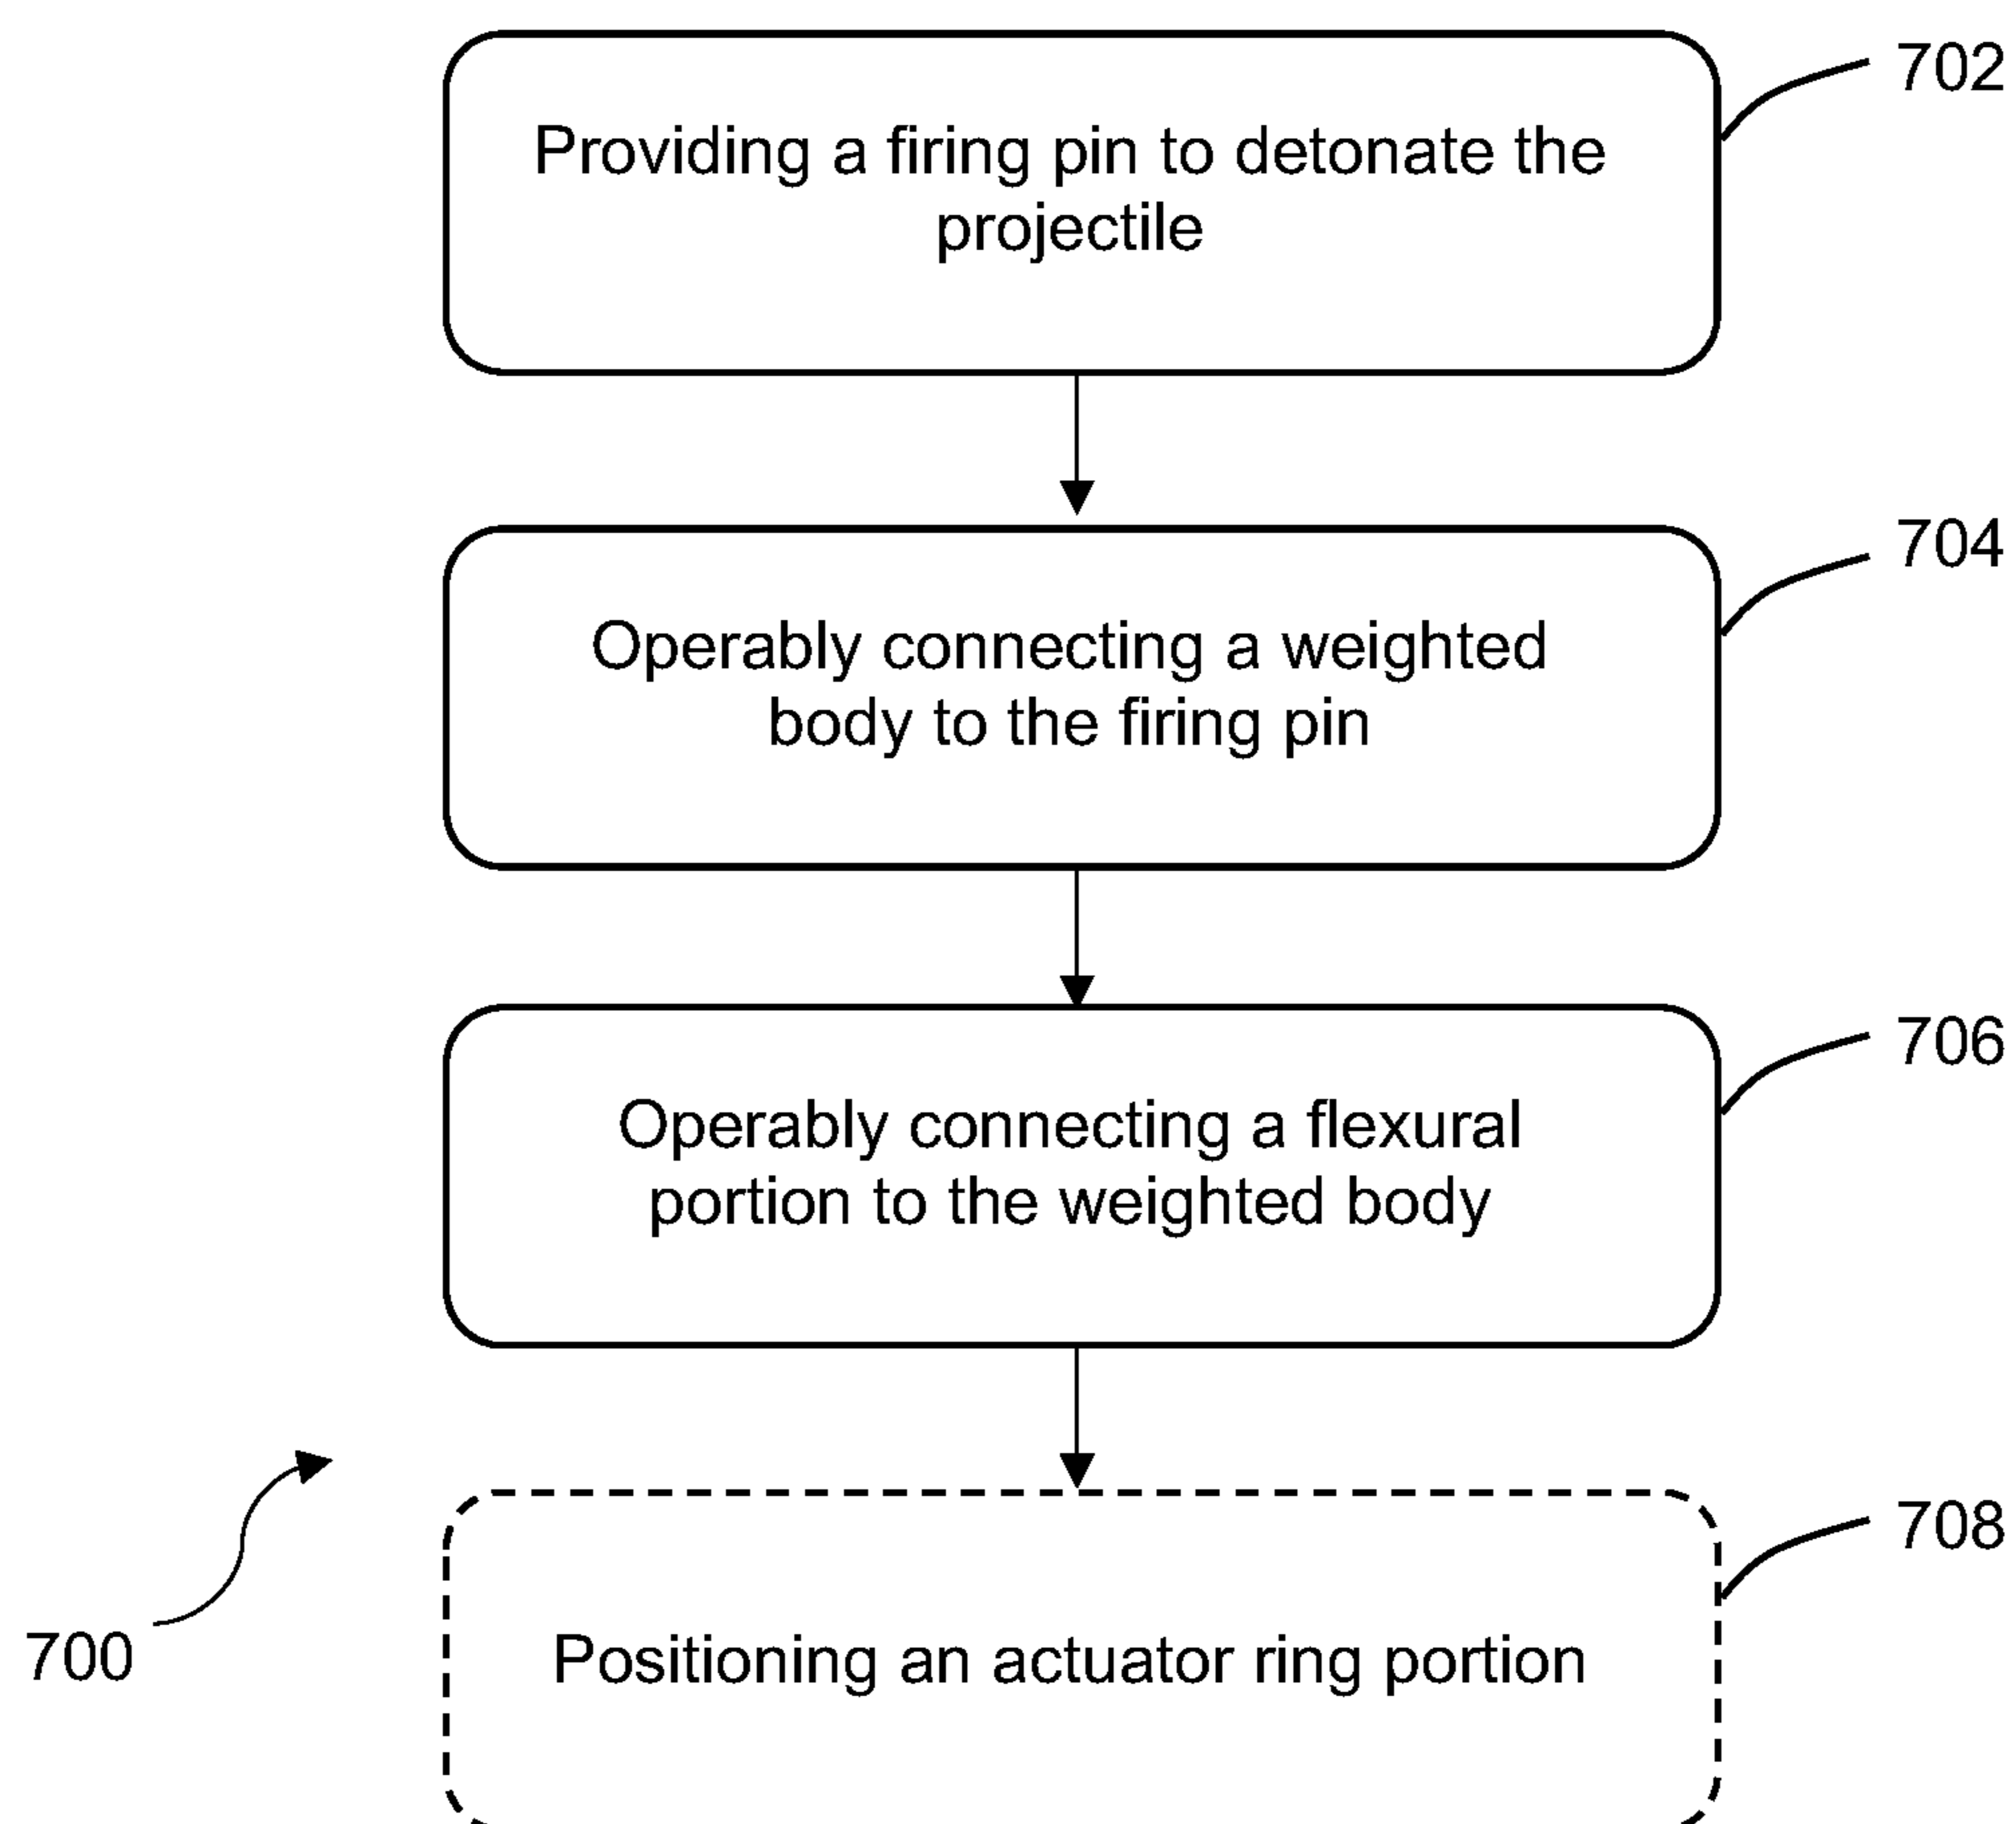 Providing a firing pin to detonate the
projectile
702
Operably connecting a weighted
body to the firing pin
704
Operably connecting a flexural
portion to the weighted body
706
Positioning an actuator ring portion
708
700